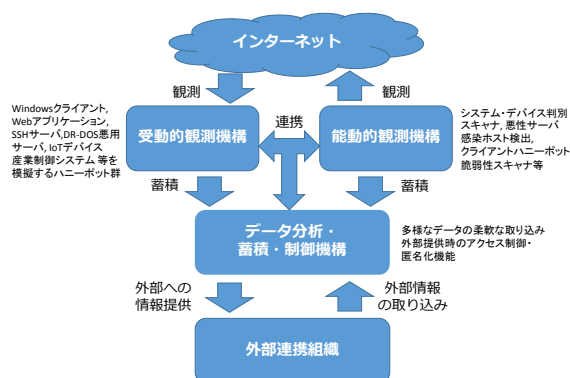 インターネット
観測
観測
Windowsクライアント,
Webアプリケーション,
SSHサーバ,DR-DOS悪用
サーバ, IoTデバイス
産業制御システム 等を
模擬するハニーポット群
受動的観測機構
連携
能動的観測機構
システム・デバイス判別
スキャナ, 悪性サーバ
感染ホスト検出,
クライアントハニーポット
脆弱性スキャナ等
蓄積
蓄積
データ分析・
蓄積・制御機構
多様なデータの柔軟な取り込み
外部提供時のアクセス制御・
匿名化機能
外部への
情報提供
外部情報
の取り込み
外部連携組織